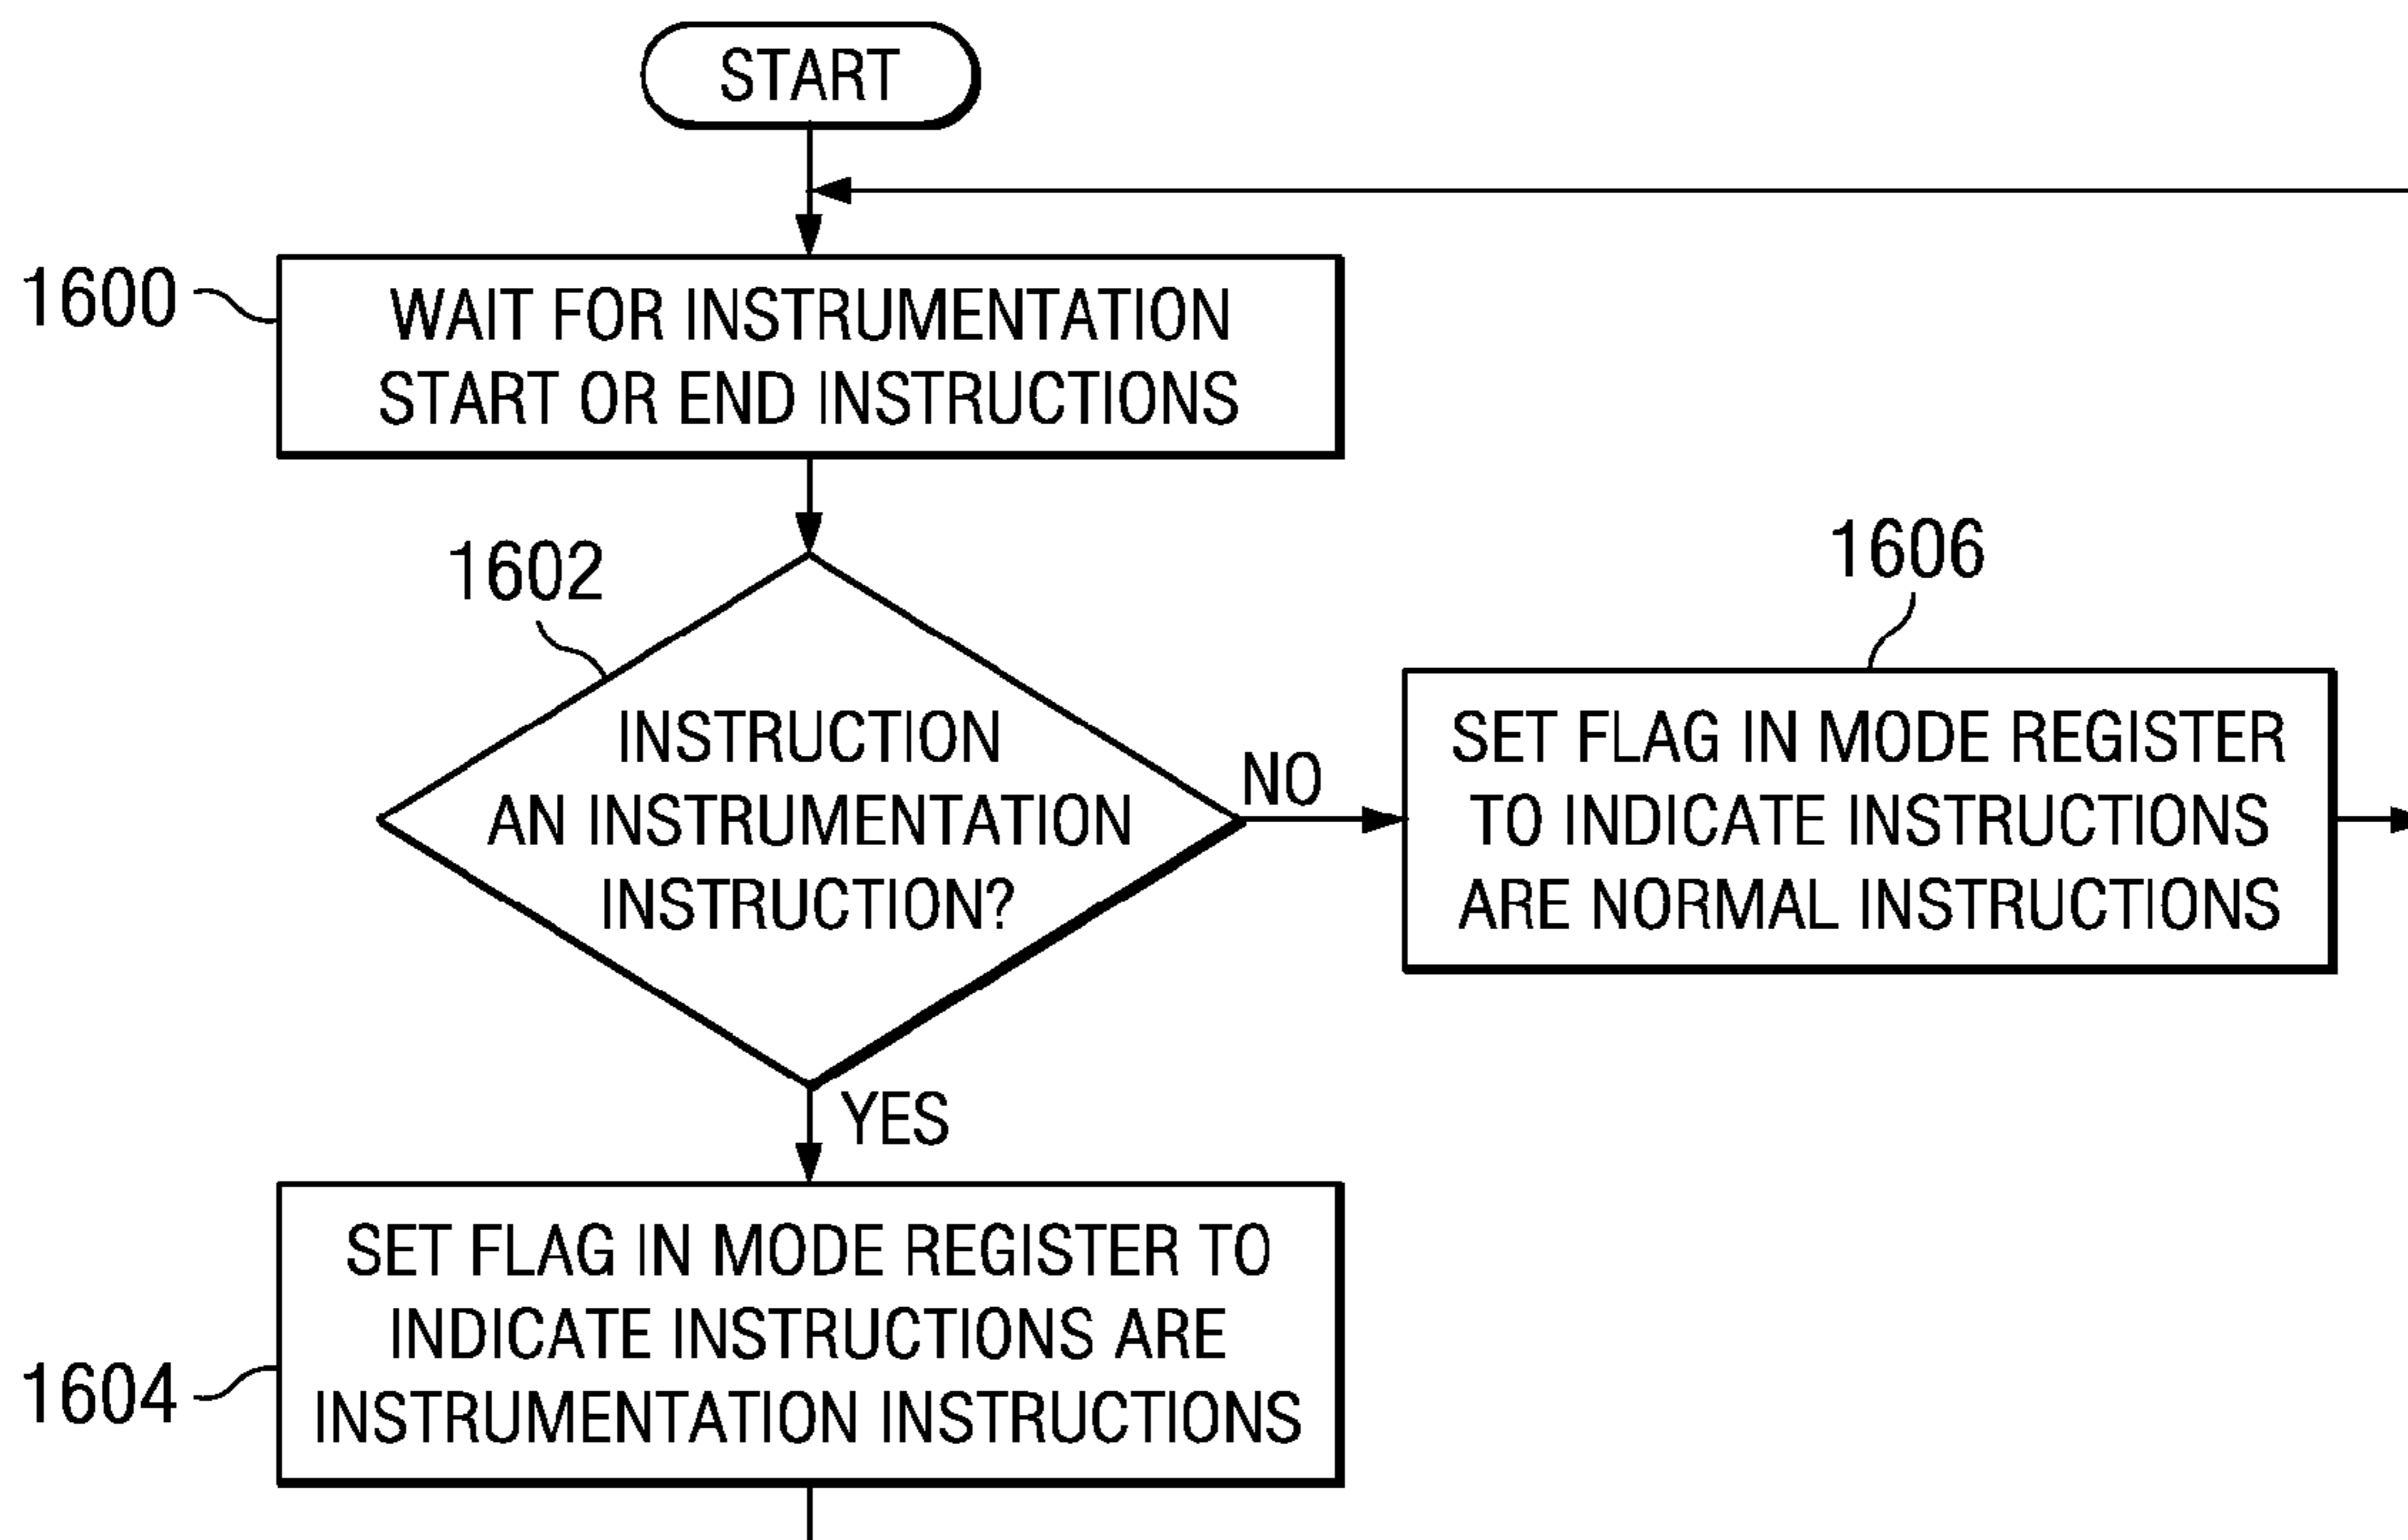 START
1600
WAIT FOR INSTRUMENTATION
START OR END INSTRUCTIONS
1602
INSTRUCTION
AN INSTRUMENTATION
INSTRUCTION?
NO
1606
SET FLAG IN MODE REGISTER
TO INDICATE INSTRUCTIONS
ARE NORMAL INSTRUCTIONS
YES
1604
SET FLAG IN MODE REGISTER TO
INDICATE INSTRUCTIONS ARE
INSTRUMENTATION INSTRUCTIONS